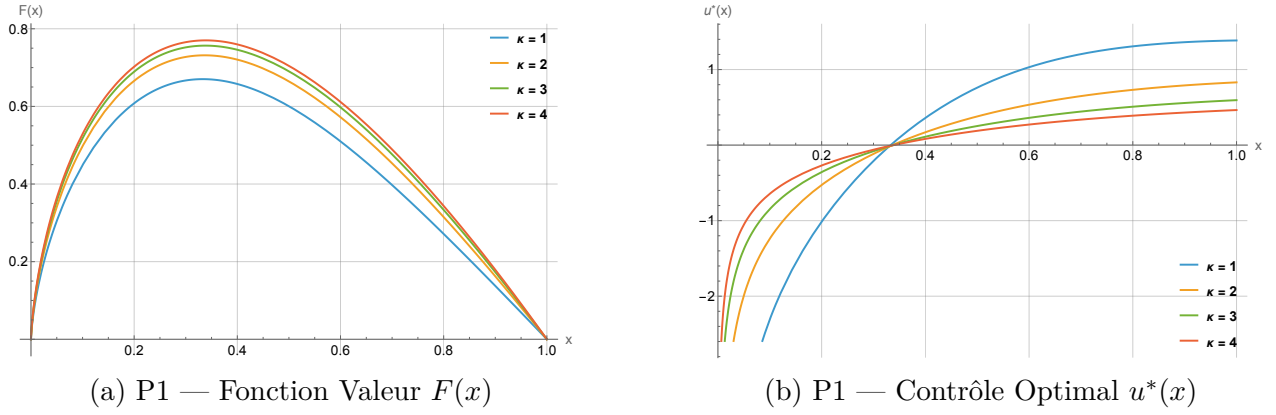 F(x)
0.8
0.6
0.4
0.2
0.2 0.4 0.6 0.8 1.0 x
κ = 1
κ = 2
κ = 3
κ = 4
(a) P1 — Fonction Valeur F(x)
u*(x)
1
−1
−2
0.2 0.4 0.6 0.8 1.0 x
κ = 1
κ = 2
κ = 3
κ = 4
(b) P1 — Contrôle Optimal u*(x)